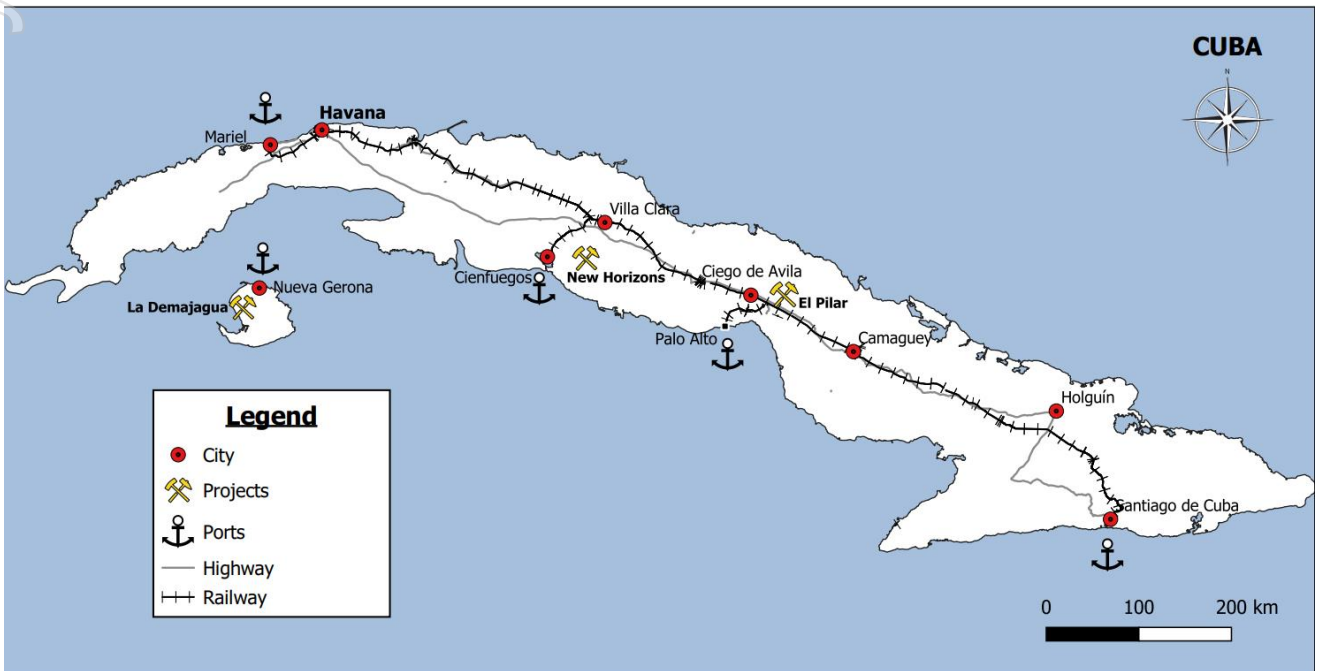 CUBA
N
Havana
Mariel
Villa Clara
Cienfuegos
New Horizons
Ciego de Avila
El Pilar
Nueva Gerona
La Demajagua
Palo Alto
Camaguey
Holguín
Santiago de Cuba
Legend
City
Projects
Ports
Highway
Railway
0 100 200 km